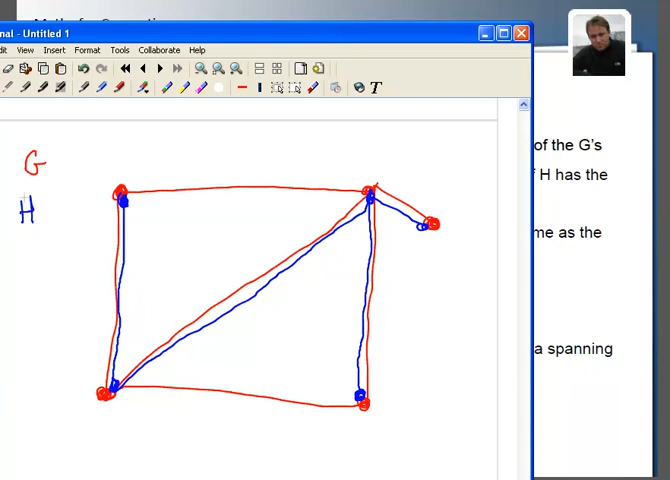 nal - Untitled 1
dit View Insert Format Tools Collaborate Help
T
G
H
of the G's
H has the
me as the
a spanning